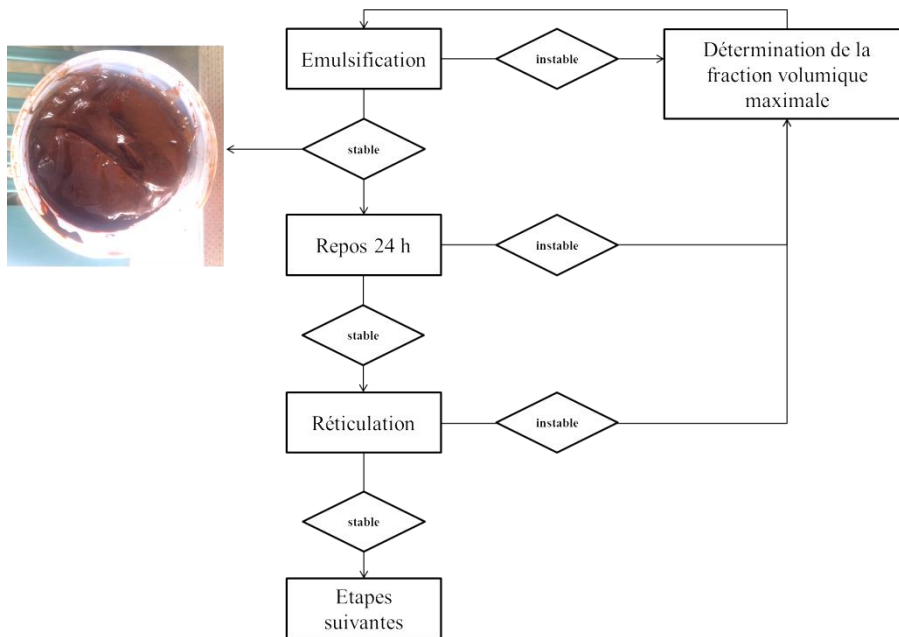 Emulsification
instable
Détermination de la
fraction volumique
maximale
stable
Repos 24 h
instable
stable
Réticulation
instable
stable
Etapes
suivantes